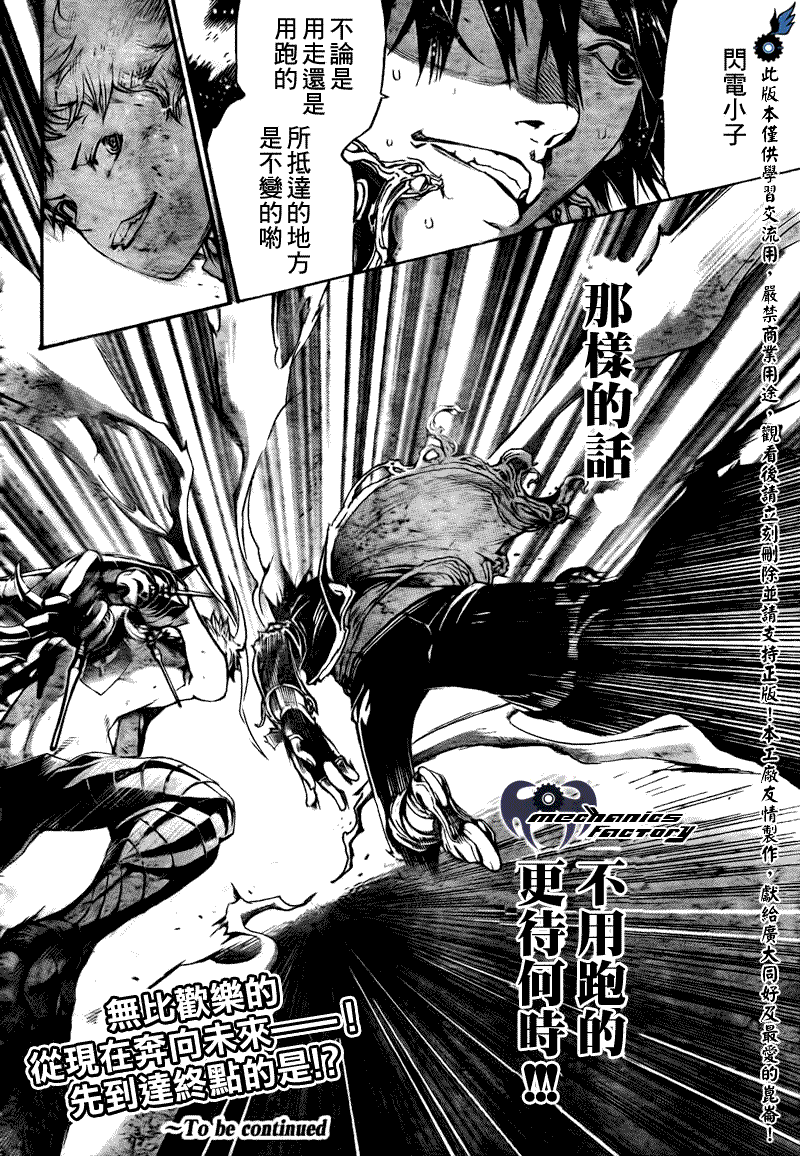 閃電小子
不論是
用走還是
用跑的
所抵達的地方
是不變的喲
那樣的話
mechanics
factory
不用跑的
更待何時!!!
無比歡樂的
從現在奔向未來——！
先到達終點的是!?
~To be continued
此版本僅供學習交流用，嚴禁商業用途，觀看後請立刻刪除並請支持正版！本工廠友情製作，獻給廣大同好及最愛的崑崙！